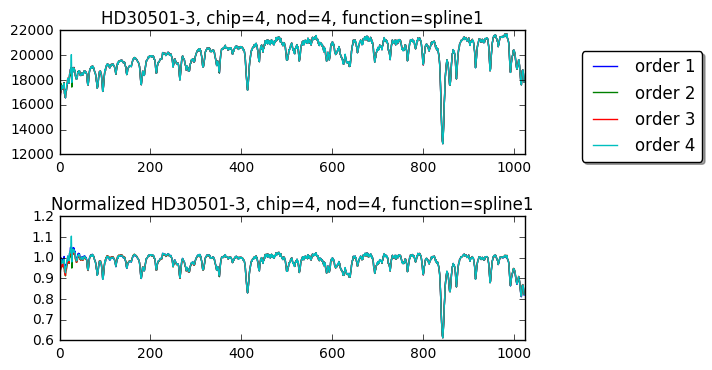 HD30501-3, chip=4, nod=4, function=spline1
22000
20000
18000
16000
14000
12000
0 200 400 600 800 1000
order 1
order 2
order 3
order 4
Normalized HD30501-3, chip=4, nod=4, function=spline1
1.2
1.1
1.0
0.9
0.8
0.7
0.6
0 200 400 600 800 1000